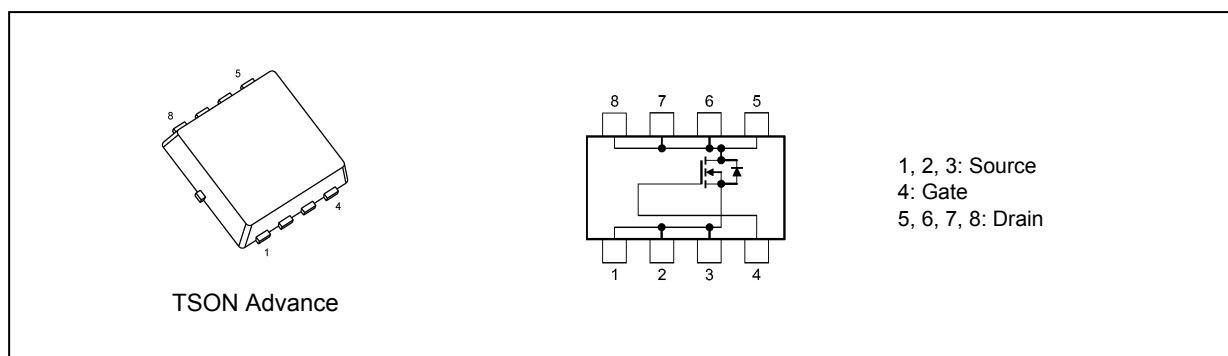 5
8
4
1
TSON Advance
8 7 6 5
1 2 3 4
1, 2, 3: Source
4: Gate
5, 6, 7, 8: Drain